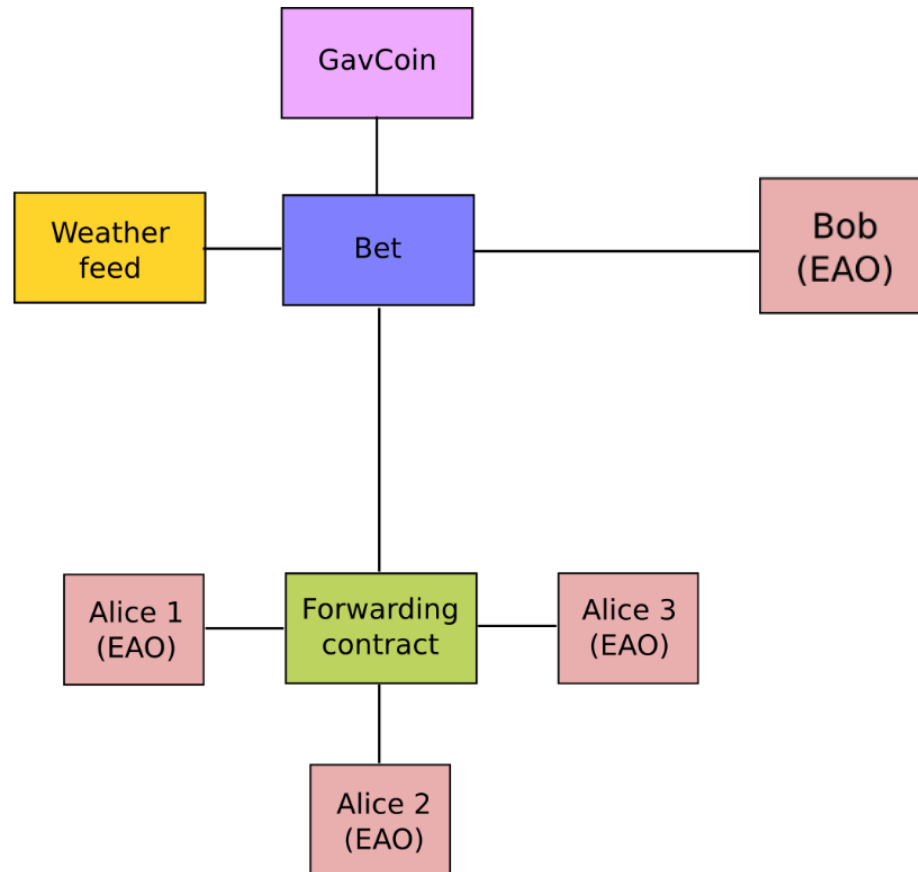 GavCoin
Weather
feed
Bet
Bob
(EAO)
Alice 1
(EAO)
Forwarding
contract
Alice 3
(EAO)
Alice 2
(EAO)